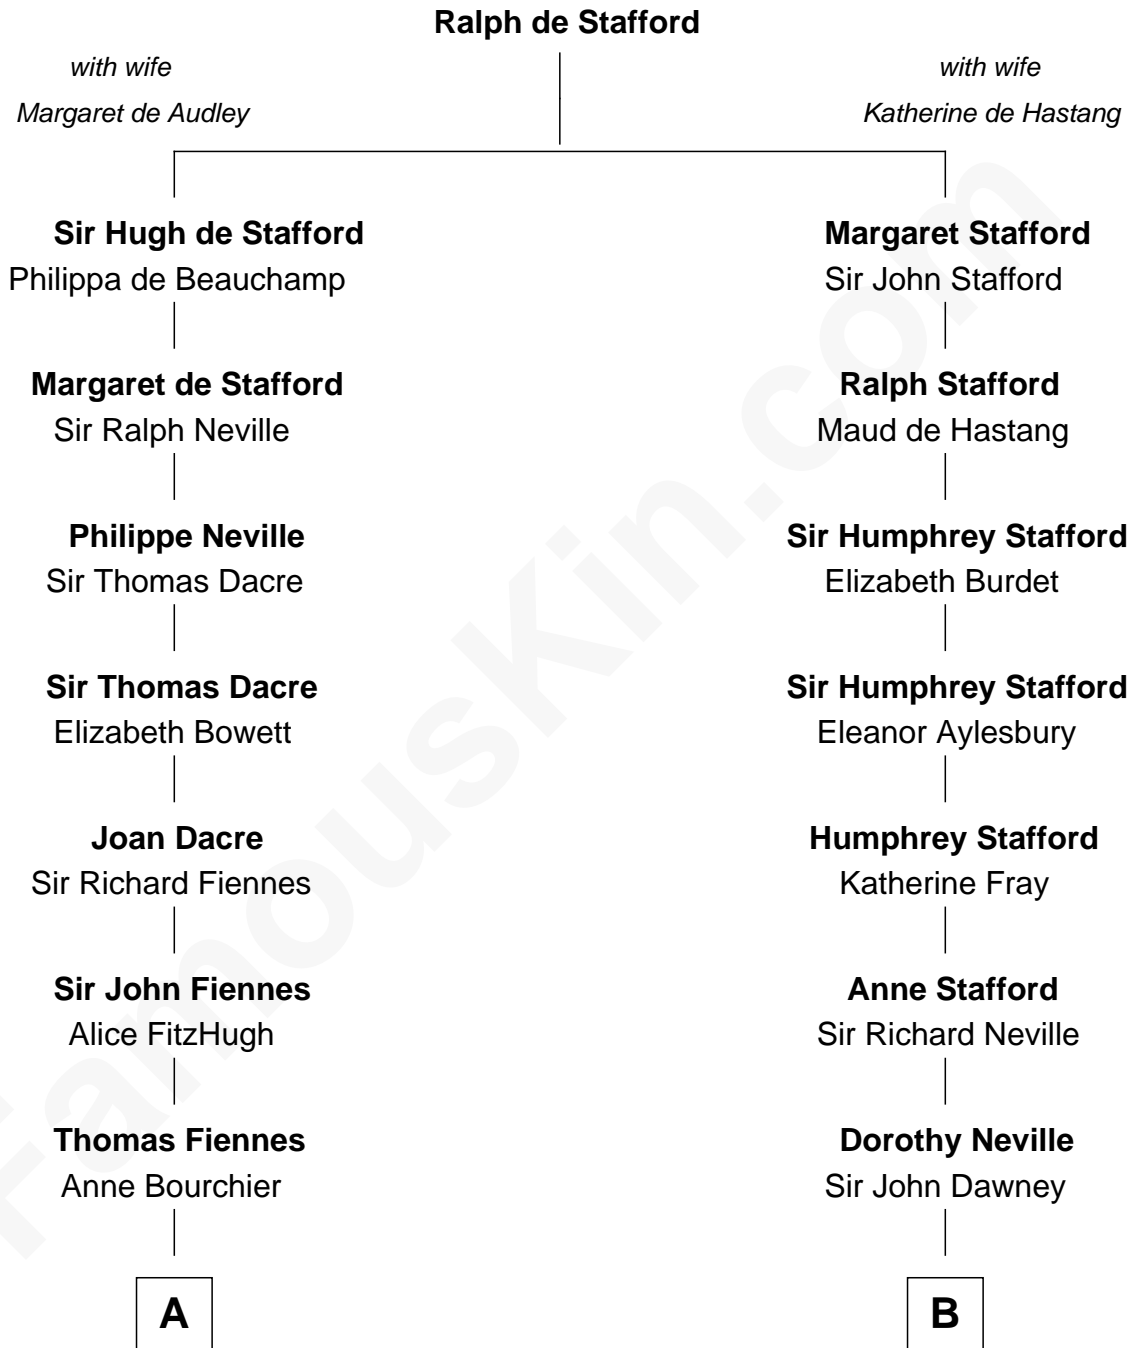 Ralph de Stafford
with wife
Margaret de Audley
with wife
Katherine de Hastang
Sir Hugh de Stafford
Philippa de Beauchamp
Margaret Stafford
Sir John Stafford
Margaret de Stafford
Sir Ralph Neville
Ralph Stafford
Maud de Hastang
Philippe Neville
Sir Thomas Dacre
Sir Humphrey Stafford
Elizabeth Burdet
Sir Thomas Dacre
Elizabeth Bowett
Sir Humphrey Stafford
Eleanor Aylesbury
Joan Dacre
Sir Richard Fiennes
Humphrey Stafford
Katherine Fray
Sir John Fiennes
Alice FitzHugh
Anne Stafford
Sir Richard Neville
Thomas Fiennes
Anne Bourchier
Dorothy Neville
Sir John Dawney
A
B
FamousKin.com